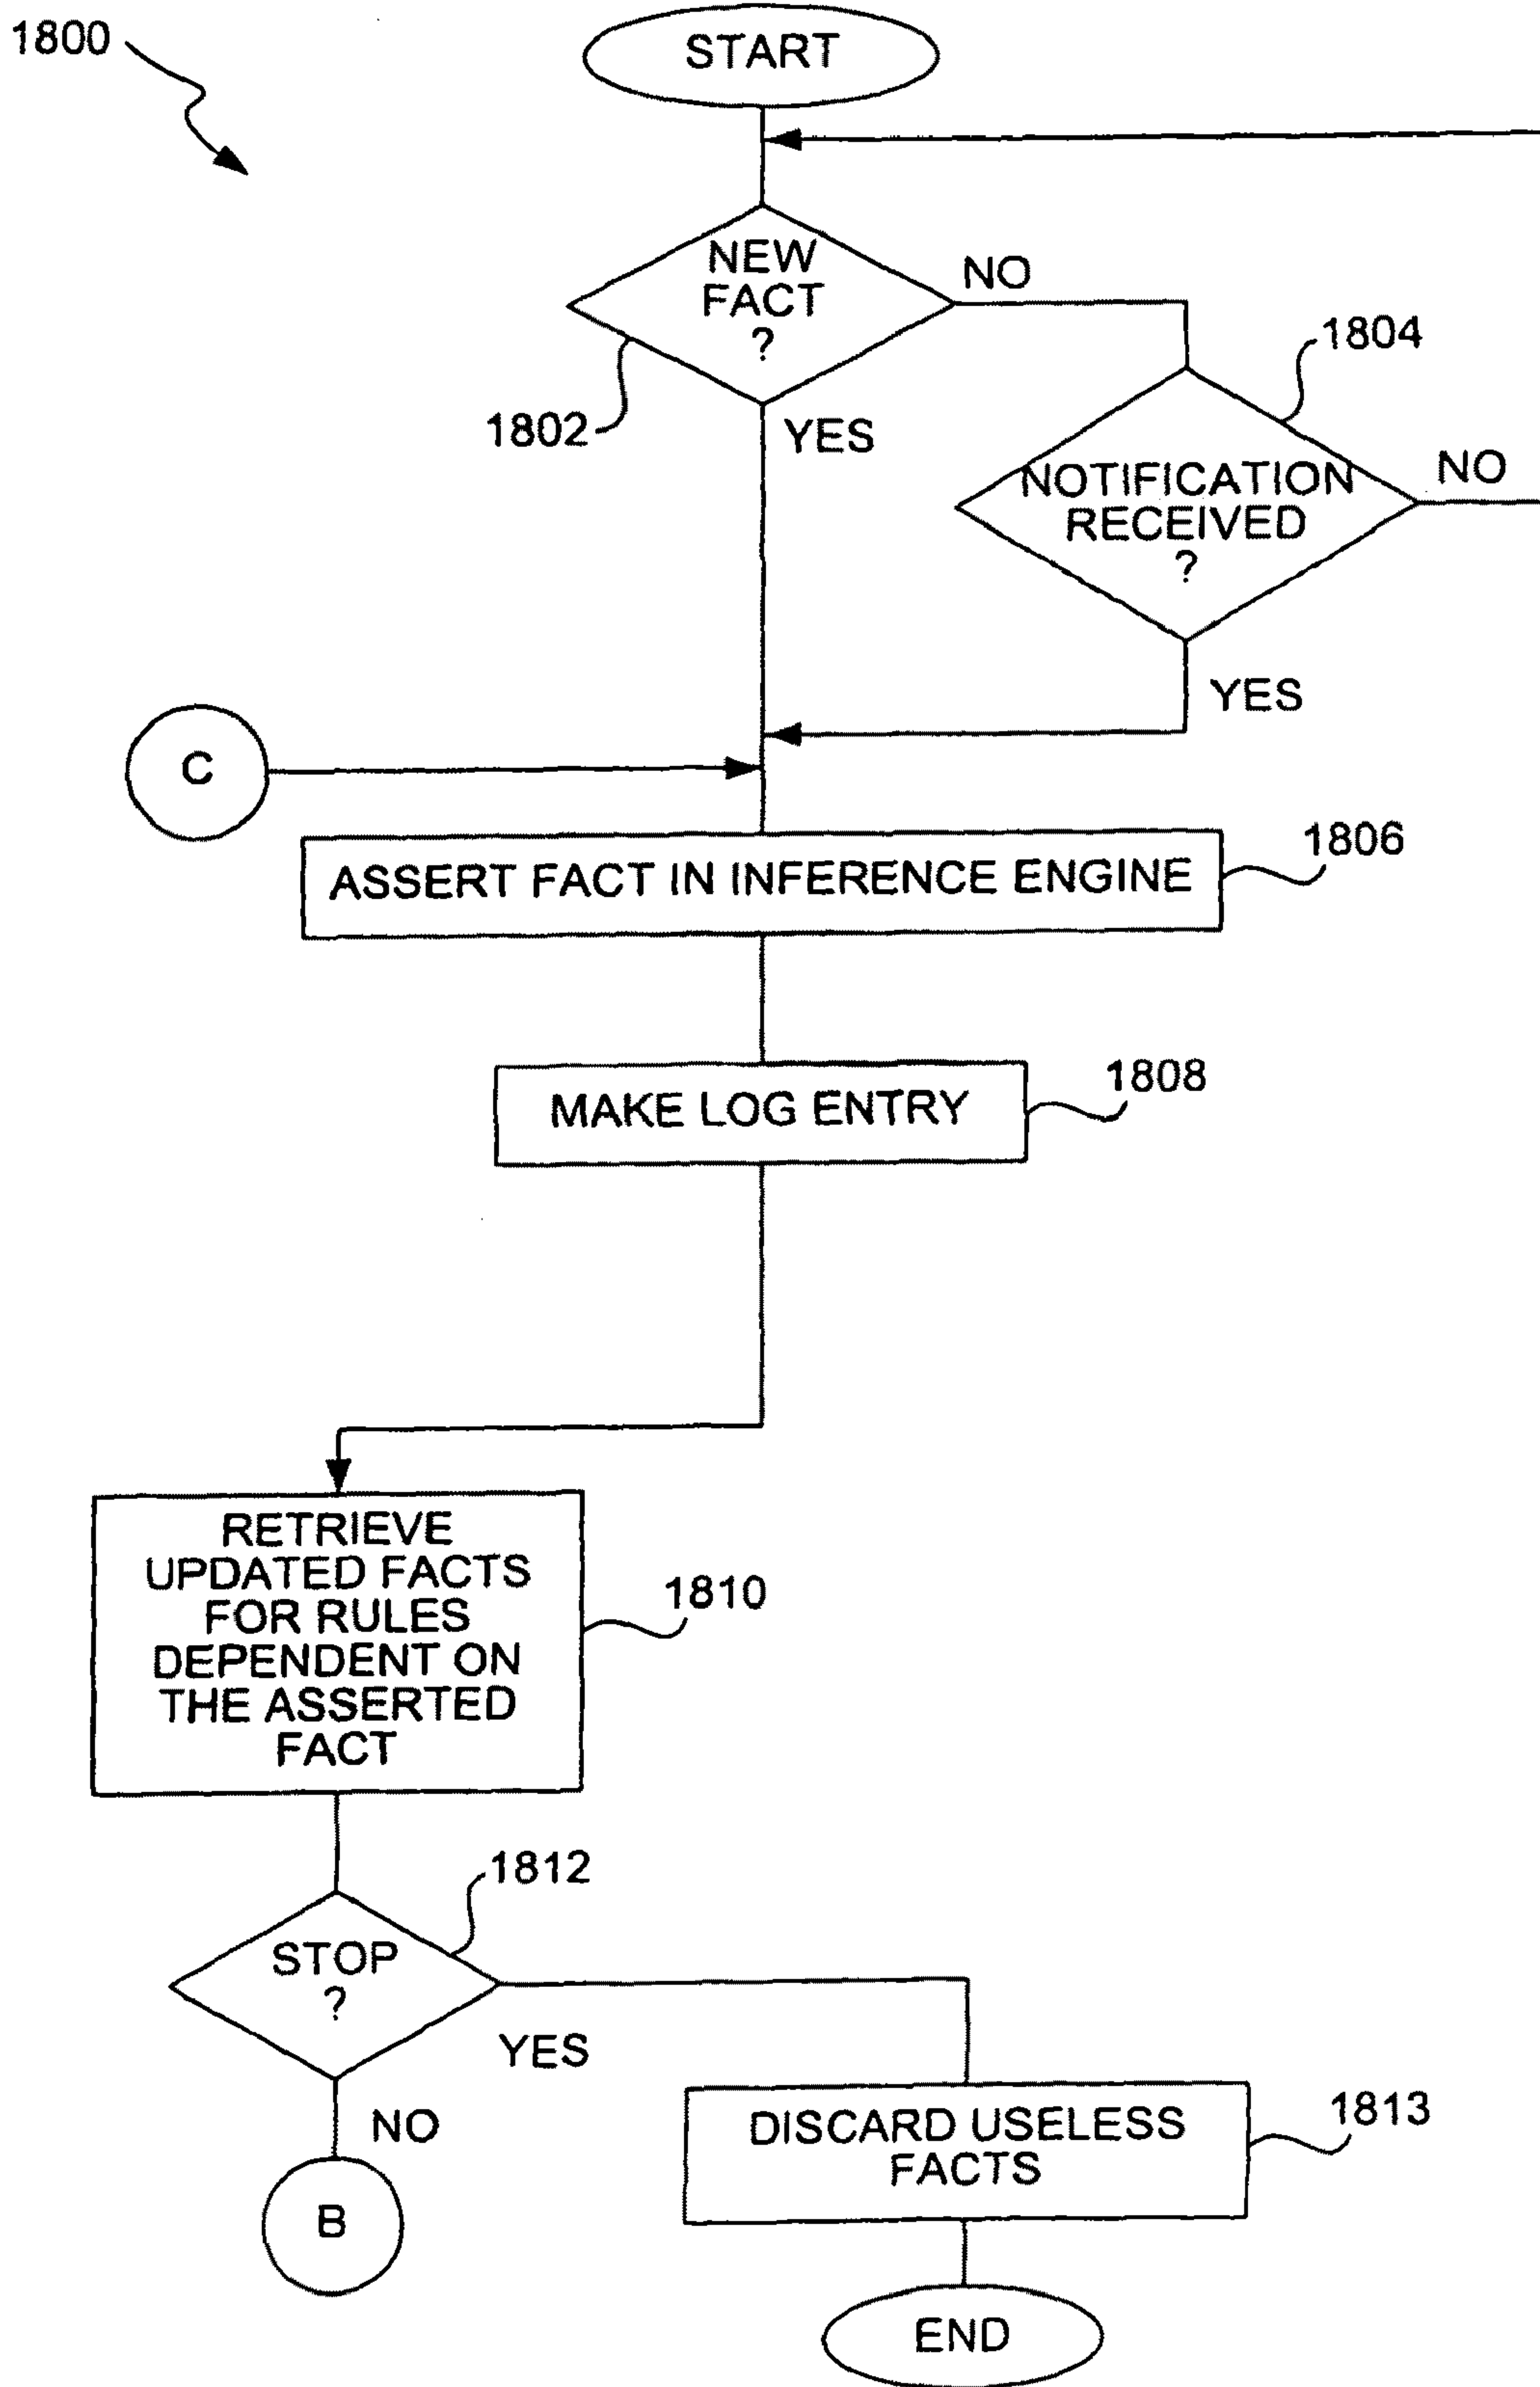 1800
START
NEW
FACT
?
NO
1804
1802
YES
NOTIFICATION
RECEIVED
?
NO
YES
C
ASSERT FACT IN INFERENCE ENGINE
1806
MAKE LOG ENTRY
1808
RETRIEVE
UPDATED FACTS
FOR RULES
DEPENDENT ON
THE ASSERTED
FACT
1810
1812
STOP
?
YES
NO
DISCARD USELESS
FACTS
1813
B
END